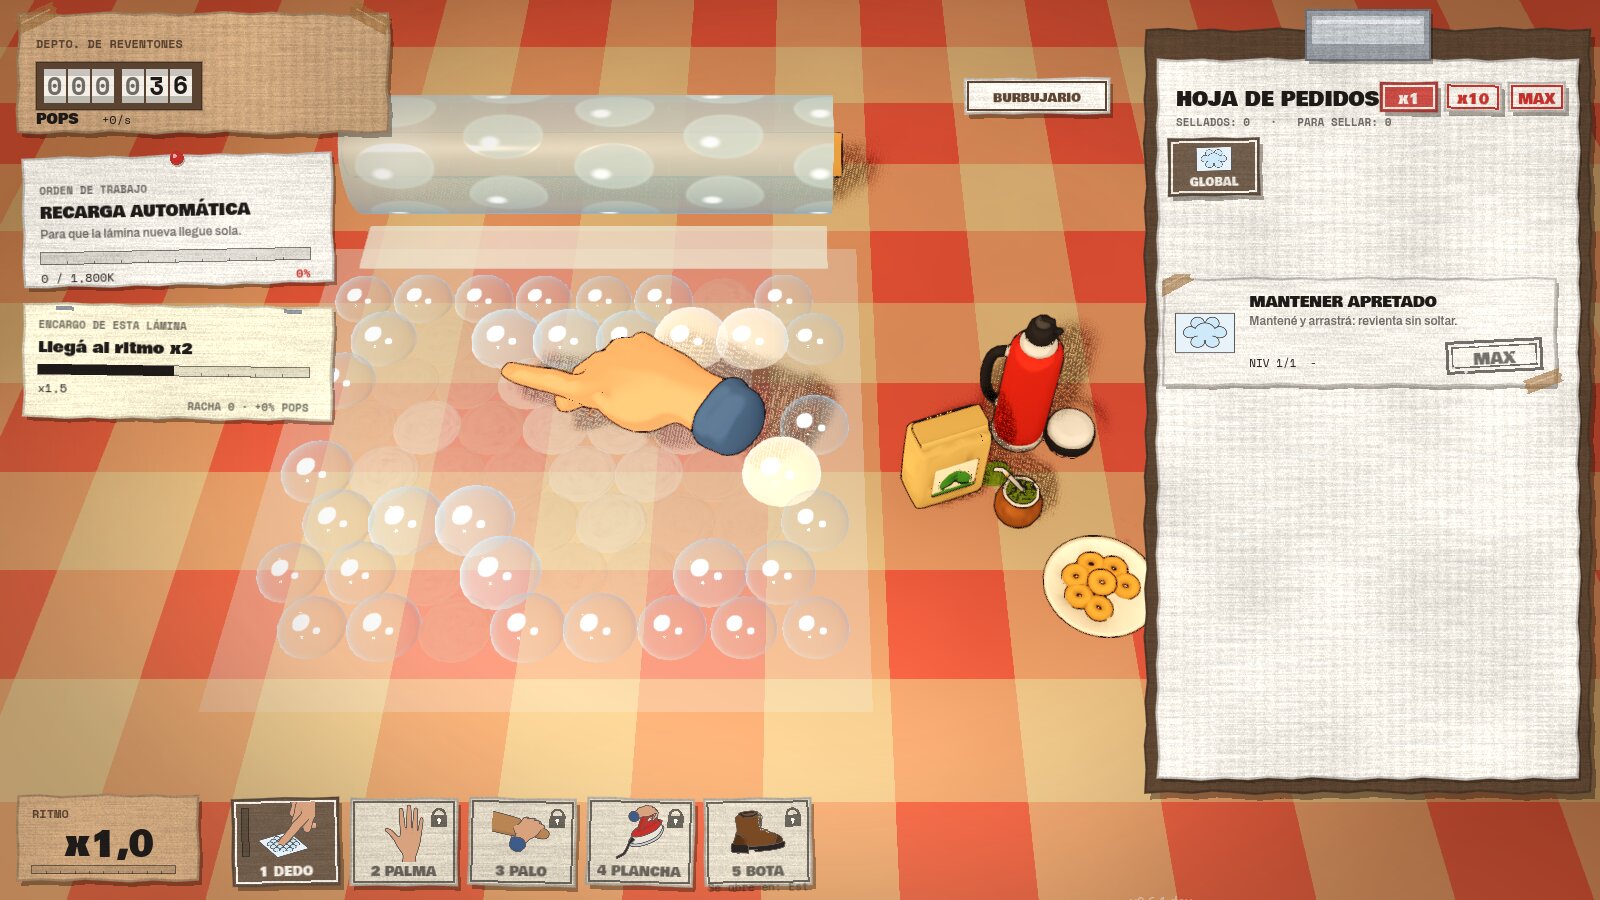 DEPTO. DE REVENTONES
000 036
POPS +0/s
ORDEN DE TRABAJO
RECARGA AUTOMÁTICA
Para que la lámina nueva llegue sola.
0 / 1.800K 0%
ENCARGO DE ESTA LÁMINA
Llegá al ritmo x2
x1,5
RACHA 0 · +0% POPS
BURBUJARIO
HOJA DE PEDIDOS
x1
x10
MAX
SELLADOS: 0 · PARA SELLAR: 0
GLOBAL
MANTENER APRETADO
Mantené y arrastrá: revienta sin soltar.
NIV 1/1 -
MAX
RITMO
x1,0
1 DEDO
2 PALMA
3 PALO
4 PLANCHA
5 BOTA